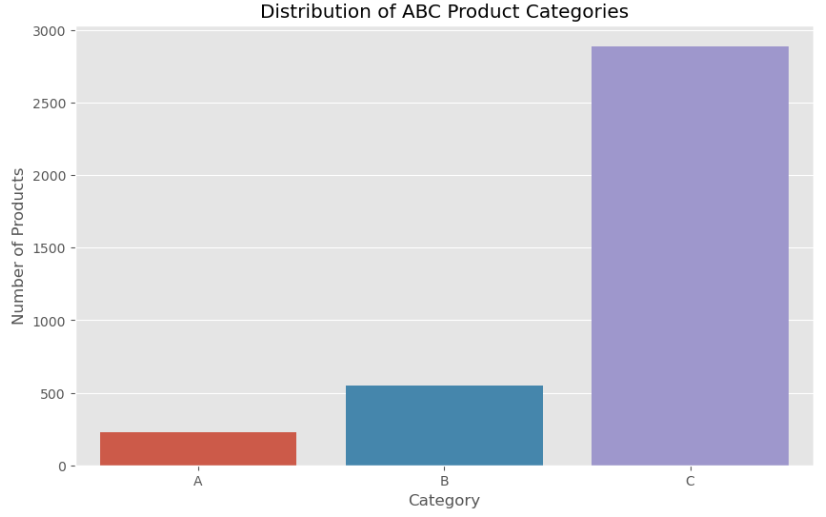 Distribution of ABC Product Categories
3000
2500
2000
1500
1000
500
0
Number of Products
A
B
C
Category